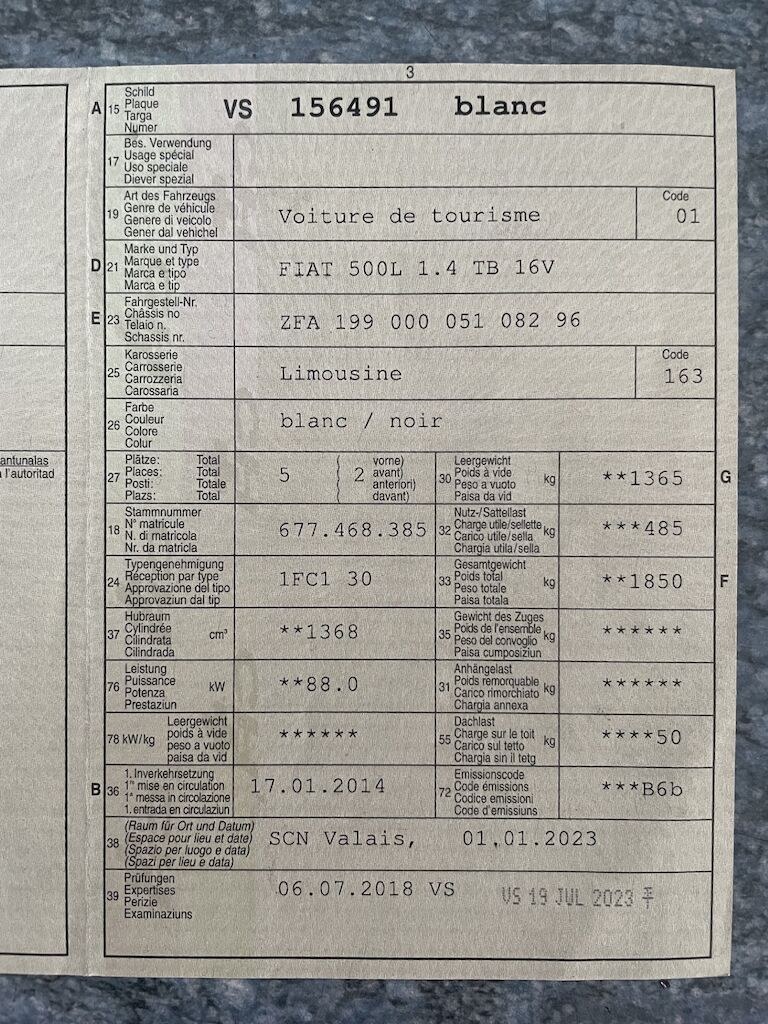 3
A 15 Schild
Plaque
Targa
Numer
VS 156491 blanc
17 Bes. Verwendung
Usage spécial
Uso speciale
Diever spezial
19 Art des Fahrzeugs
Genre de véhicule
Genere di veicolo
Gener dal vehichel
Voiture de tourisme
Code
01
D 21 Marke und Typ
Marque et type
Marca e tipo
Marca e tip
FIAT 500L 1.4 TB 16V
E 23 Fahrgestell-Nr.
Châssis no
Telaio n.
Schassis nr.
ZFA 199 000 051 082 96
25 Karosserie
Carrosserie
Carrozzeria
Carossaria
Limousine
Code
163
26 Farbe
Couleur
Colore
Colur
blanc / noir
antunalas
a l'autoritad
27 Plätze: Total
Places: Total
Posti: Totale
Plazs: Total
5 ( 2 vorne)
avant)
anteriori)
davant)
30 Leergewicht
Poids à vide
Peso a vuoto
Paisa da vid
kg
**1365 G
18 Stammnummer
N° matricule
N. di matricola
Nr. da matricla
677.468.385
32 Nutz-/Sattellast
Charge utile/sellette
Carico utile/sella
Chargia utila/sella
kg
***485
24 Typengenehmigung
Réception par type
Approvazione del tipo
Approvaziun dal tip
1FC1 30
33 Gesamtgewicht
Poids total
Peso totale
Paisa totala
kg
**1850 F
37 Hubraum
Cylindrée
Cilindrata
Cilindrada
cm³
**1368
35 Gewicht des Zuges
Poids de l'ensemble
Peso del convoglio
Paisa cumposiziun
kg
******
76 Leistung
Puissance
Potenza
Prestaziun
kW
**88.0
31 Anhängelast
Poids remorquable
Carico rimorchiato
Chargia annexa
kg
******
78 kW/kg Leergewicht
poids à vide
peso a vuoto
paisa da vid
******
55 Dachlast
Charge sur le toit
Carico sul tetto
Chargia sin il tetg
kg
****50
B 36 1. Inverkehrsetzung
1re mise en circulation
1a messa in circolazione
1. entrada en circulaziun
17.01.2014
72 Emissionscode
Code émissions
Codice emissioni
Code d'emissiuns
***B6b
38 (Raum für Ort und Datum)
(Espace pour lieu et date)
(Spazio per luogo e data)
(Spazi per lieu e data)
SCN Valais, 01.01.2023
39 Prüfungen
Expertises
Perizie
Examinaziuns
06.07.2018 VS
VS 19 JUL 2023